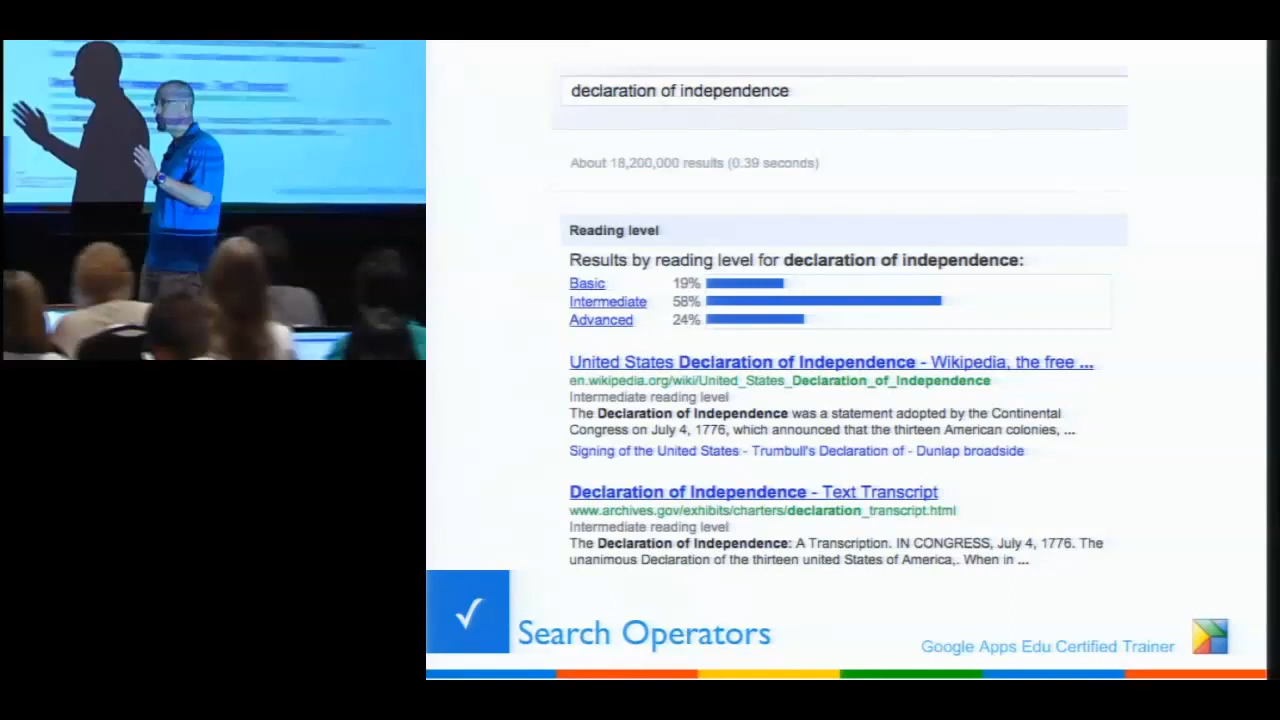 declaration of independence
About 18,200,000 results (0.39 seconds)
Reading level
Results by reading level for declaration of independence:
Basic 19%
Intermediate 58%
Advanced 24%
United States Declaration of Independence - Wikipedia, the free ...
en.wikipedia.org/wiki/United_States_Declaration_of_Independence
Intermediate reading level
The Declaration of Independence was a statement adopted by the Continental
Congress on July 4, 1776, which announced that the thirteen American colonies, ...
Signing of the United States - Trumbull's Declaration of - Dunlap broadside
Declaration of Independence - Text Transcript
www.archives.gov/exhibits/charters/declaration_transcript.html
Intermediate reading level
The Declaration of Independence: A Transcription. IN CONGRESS, July 4, 1776. The
unanimous Declaration of the thirteen united States of America,. When in ...
Search Operators
Google Apps Edu Certified Trainer